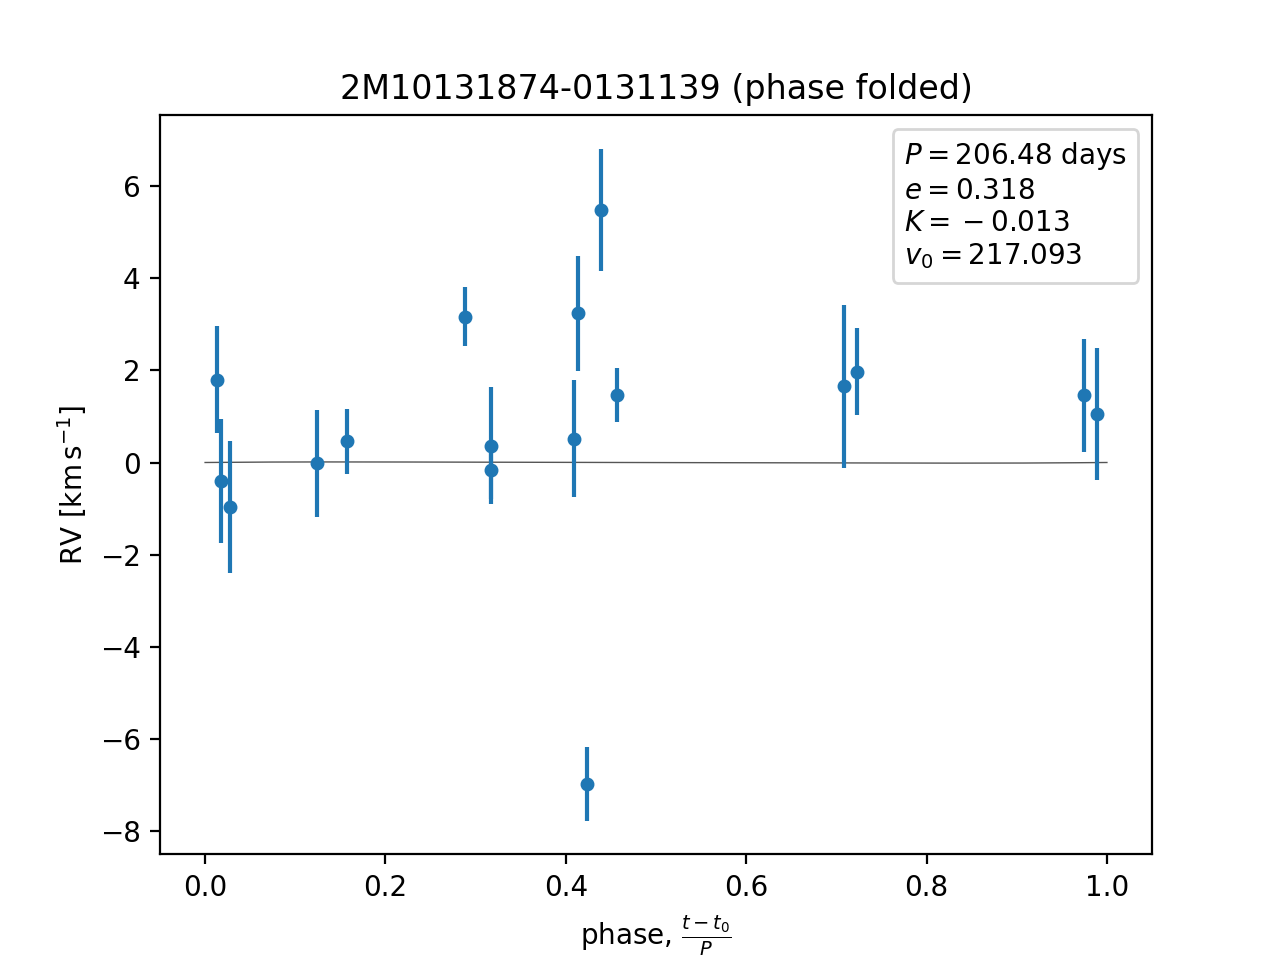 2M10131874-0131139 (phase folded)
P = 206.48 days
e = 0.318
K = −0.013
v₀ = 217.093
6
4
2
0
−2
−4
−6
−8
RV [km s⁻¹]
0.0 0.2 0.4 0.6 0.8 1.0
phase, (t − t₀)/P